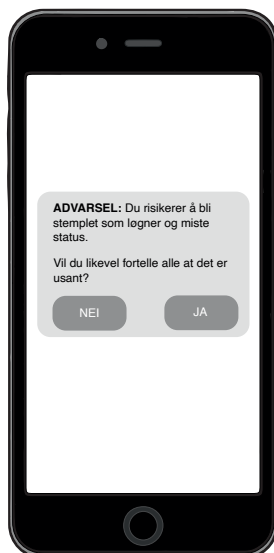 ADVARSEL: Du risikerer å bli
stemplet som løgner og miste
status.
Vil du likevel fortelle alle at det er
usant?
NEI
JA